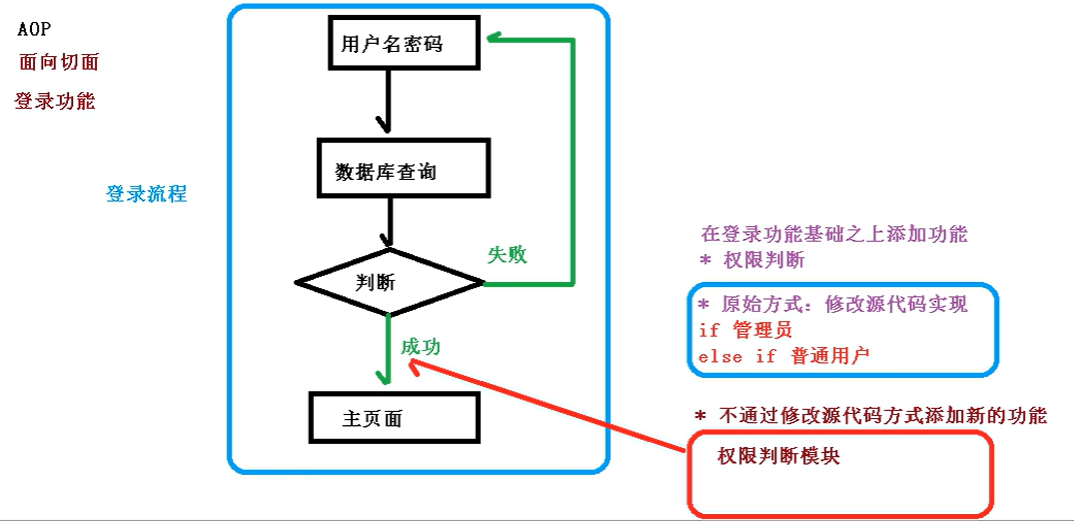 AOP
面向切面
登录功能
登录流程
用户名密码
数据库查询
判断
失败
成功
主页面
在登录功能基础之上添加功能
* 权限判断
* 原始方式：修改源代码实现
if 管理员
else if 普通用户
* 不通过修改源代码方式添加新的功能
权限判断模块